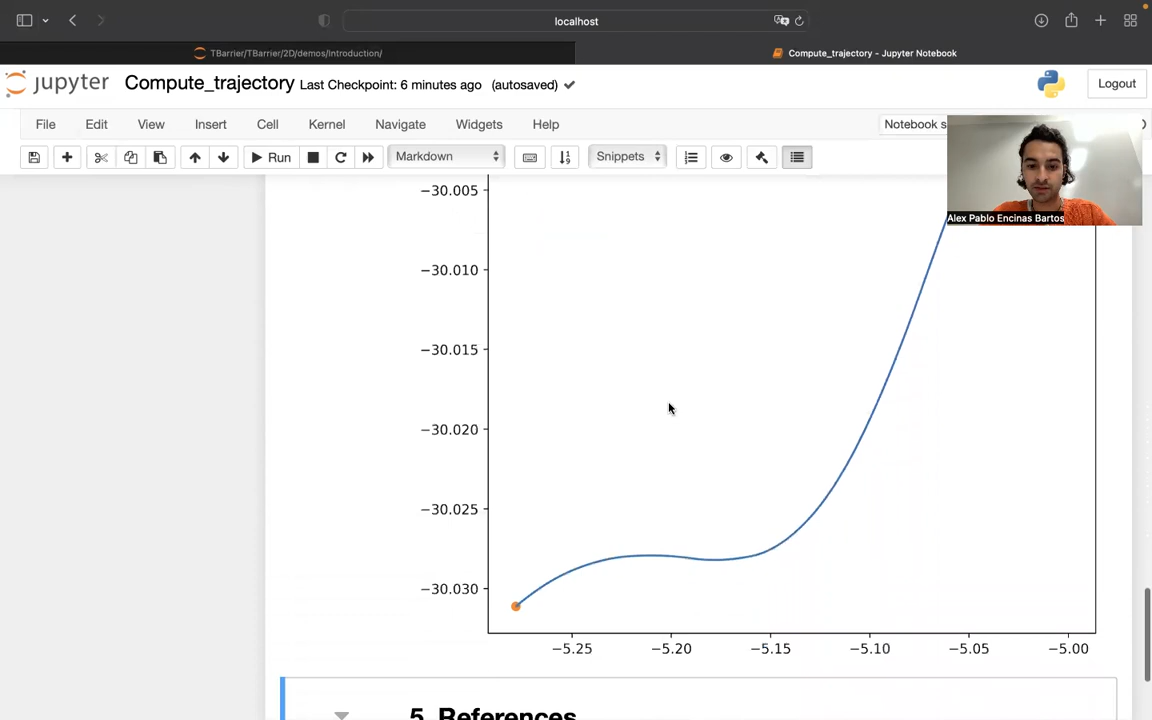 localhost
TBarrier/TBarrier/2D/demos/Introduction/
Compute_trajectory - Jupyter Notebook
jupyter Compute_trajectory Last Checkpoint: 6 minutes ago (autosaved)
Logout
File Edit View Insert Cell Kernel Navigate Widgets Help
Notebook s
Run
Markdown
Snippets
Alex Pablo Encinas Bartos
−30.005
−30.010
−30.015
−30.020
−30.025
−30.030
−5.25 −5.20 −5.15 −5.10 −5.05 −5.00
5. References